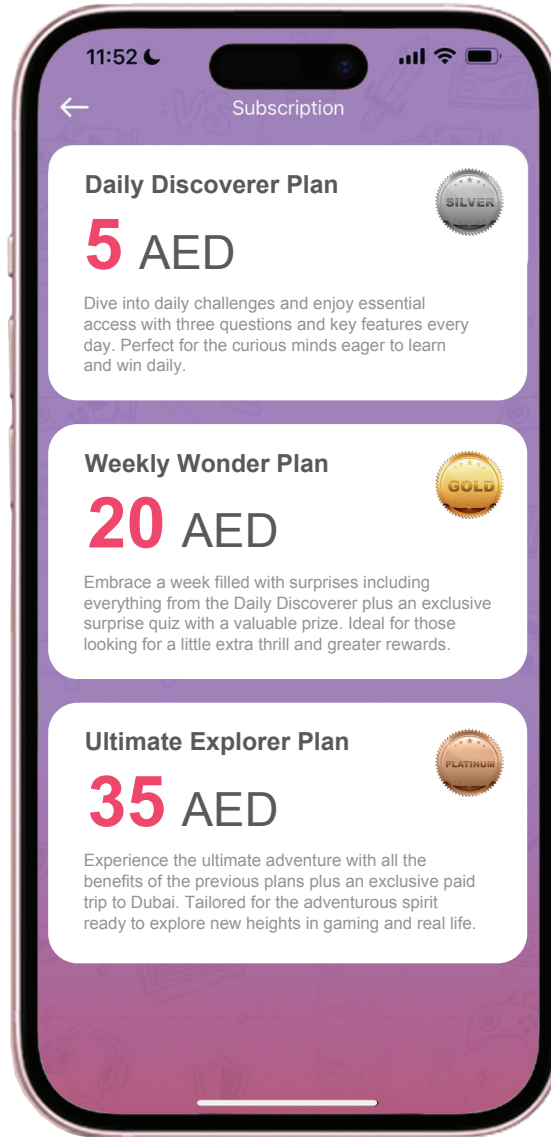 11:52
Subscription
VS
Daily Discoverer Plan
SILVER
5 AED
Dive into daily challenges and enjoy essential
access with three questions and key features every
day. Perfect for the curious minds eager to learn
and win daily.
Weekly Wonder Plan
GOLD
20 AED
Embrace a week filled with surprises including
everything from the Daily Discoverer plus an exclusive
surprise quiz with a valuable prize. Ideal for those
looking for a little extra thrill and greater rewards.
Ultimate Explorer Plan
PLATINUM
35 AED
Experience the ultimate adventure with all the
benefits of the previous plans plus an exclusive paid
trip to Dubai. Tailored for the adventurous spirit
ready to explore new heights in gaming and real life.